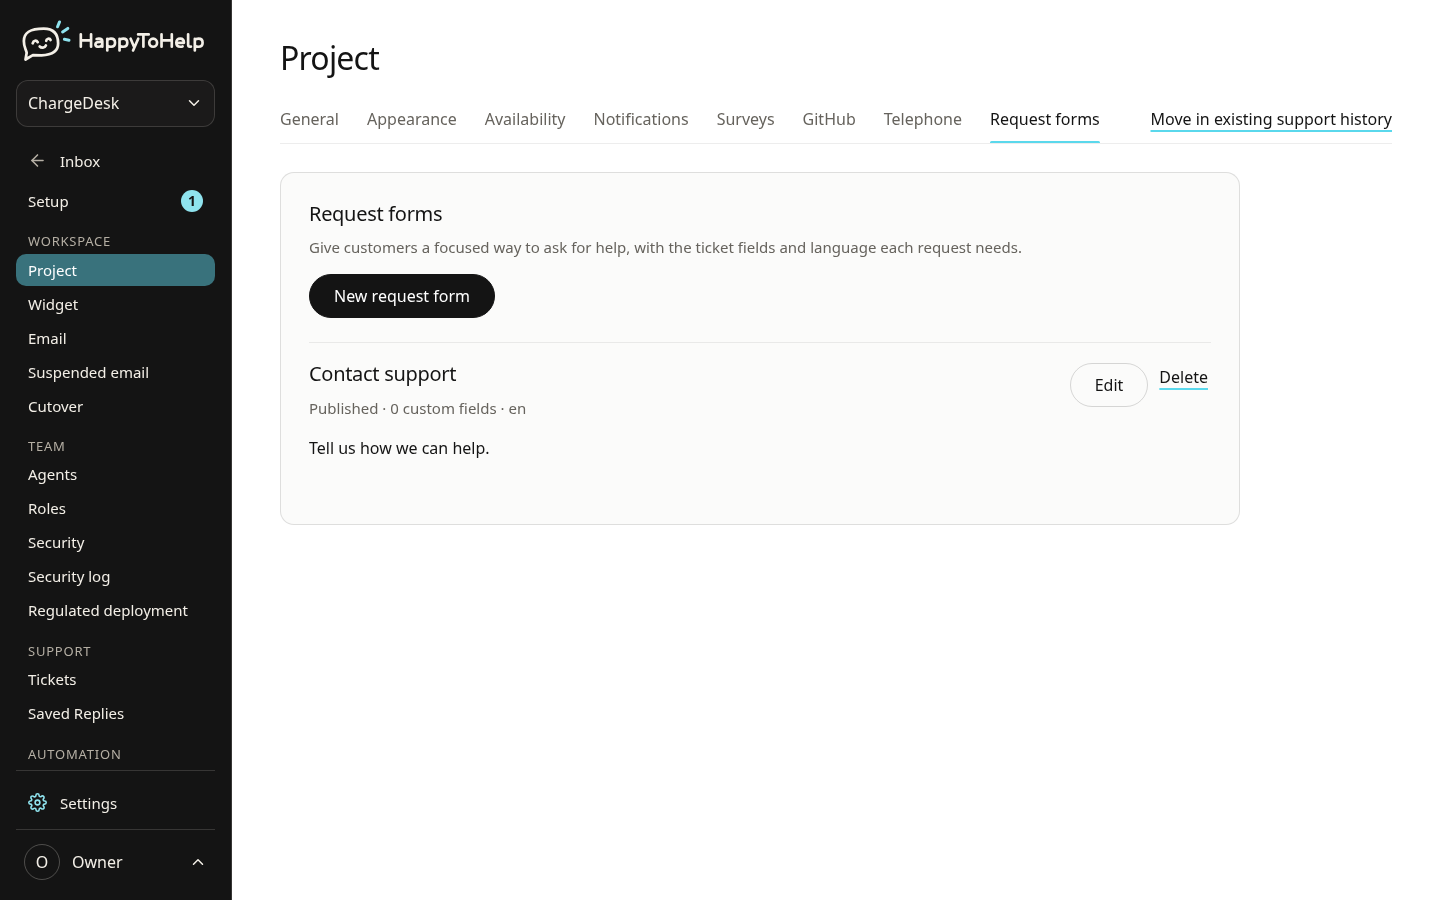 HappyToHelp
ChargeDesk
Inbox
Setup 1
WORKSPACE
Project
Widget
Email
Suspended email
Cutover
TEAM
Agents
Roles
Security
Security log
Regulated deployment
SUPPORT
Tickets
Saved Replies
AUTOMATION
Settings
O Owner
Project
General Appearance Availability Notifications Surveys GitHub Telephone Request forms Move in existing support history
Request forms
Give customers a focused way to ask for help, with the ticket fields and language each request needs.
New request form
Contact support
Edit Delete
Published · 0 custom fields · en
Tell us how we can help.